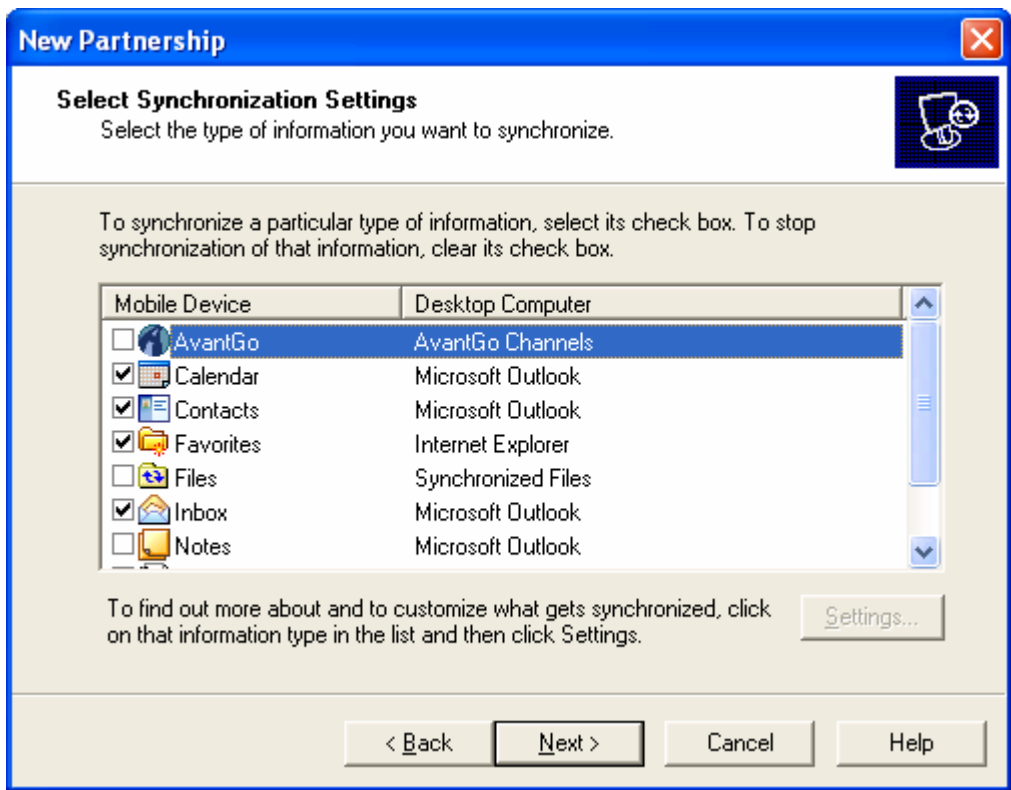 New Partnership
Select Synchronization Settings
Select the type of information you want to synchronize.
To synchronize a particular type of information, select its check box. To stop
synchronization of that information, clear its check box.
Mobile Device Desktop Computer
AvantGo AvantGo Channels
Calendar Microsoft Outlook
Contacts Microsoft Outlook
Favorites Internet Explorer
Files Synchronized Files
Inbox Microsoft Outlook
Notes Microsoft Outlook
To find out more about and to customize what gets synchronized, click
on that information type in the list and then click Settings.
Settings...
< Back Next > Cancel Help